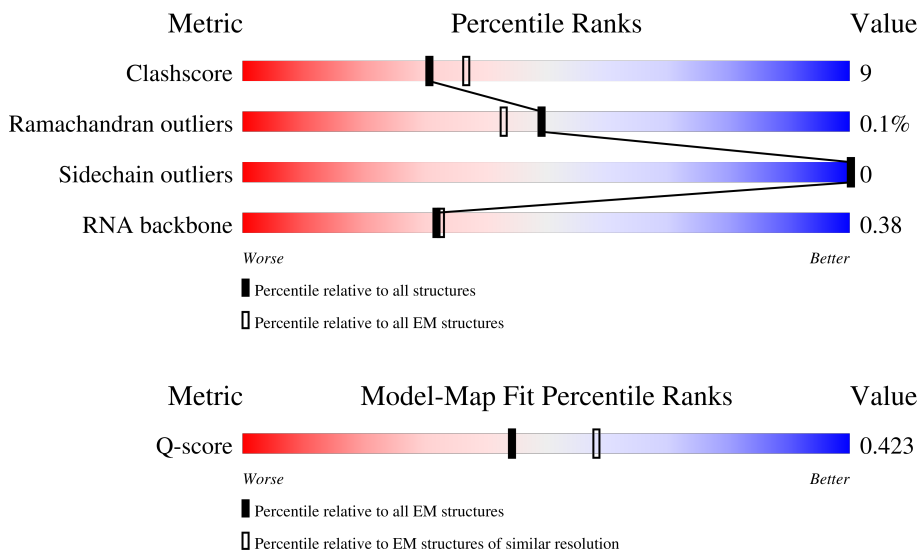 Metric Percentile Ranks Value
Clashscore 9
Ramachandran outliers 0.1%
Sidechain outliers 0
RNA backbone 0.38
Worse Better
Percentile relative to all structures
Percentile relative to all EM structures
Metric Model-Map Fit Percentile Ranks Value
Q-score 0.423
Worse Better
Percentile relative to all EM structures
Percentile relative to EM structures of similar resolution